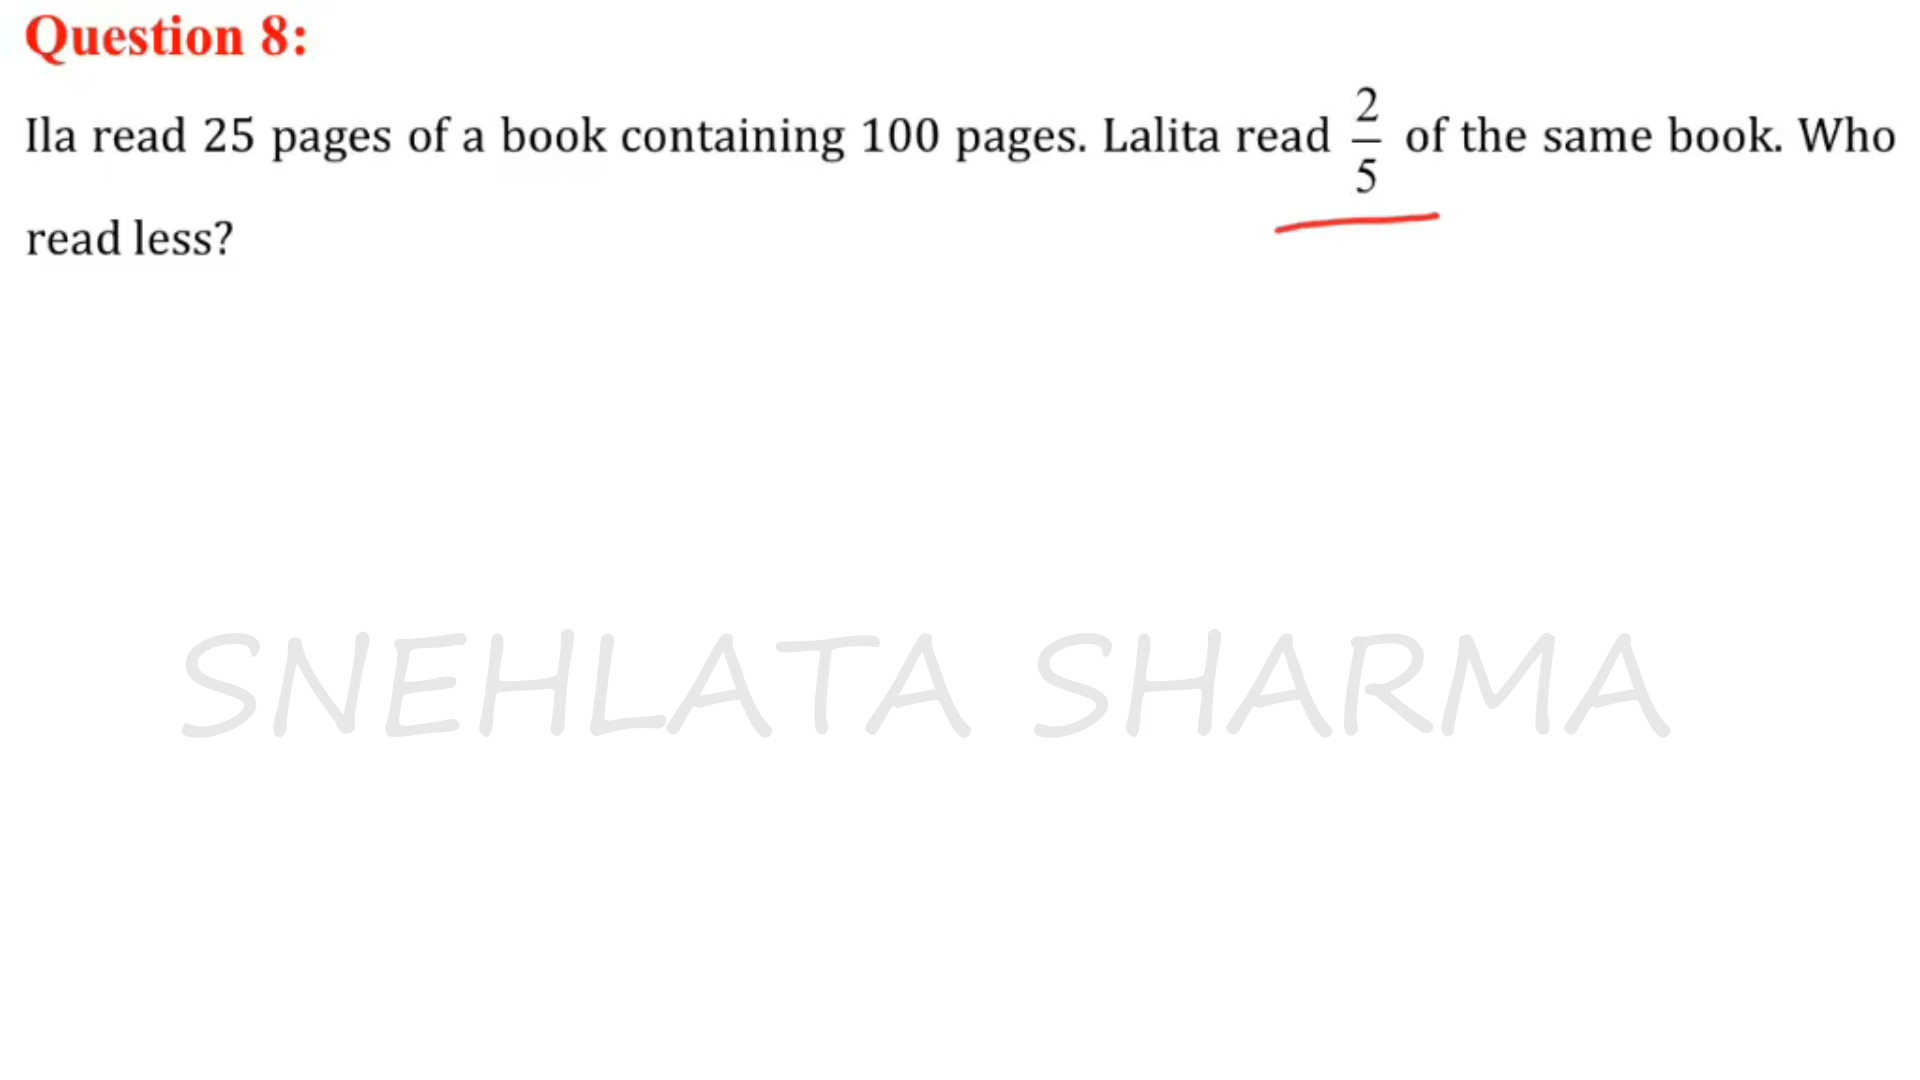 Question 8:
Ila read 25 pages of a book containing 100 pages. Lalita read 2/5 of the same book. Who
read less?
SNEHLATA SHARMA